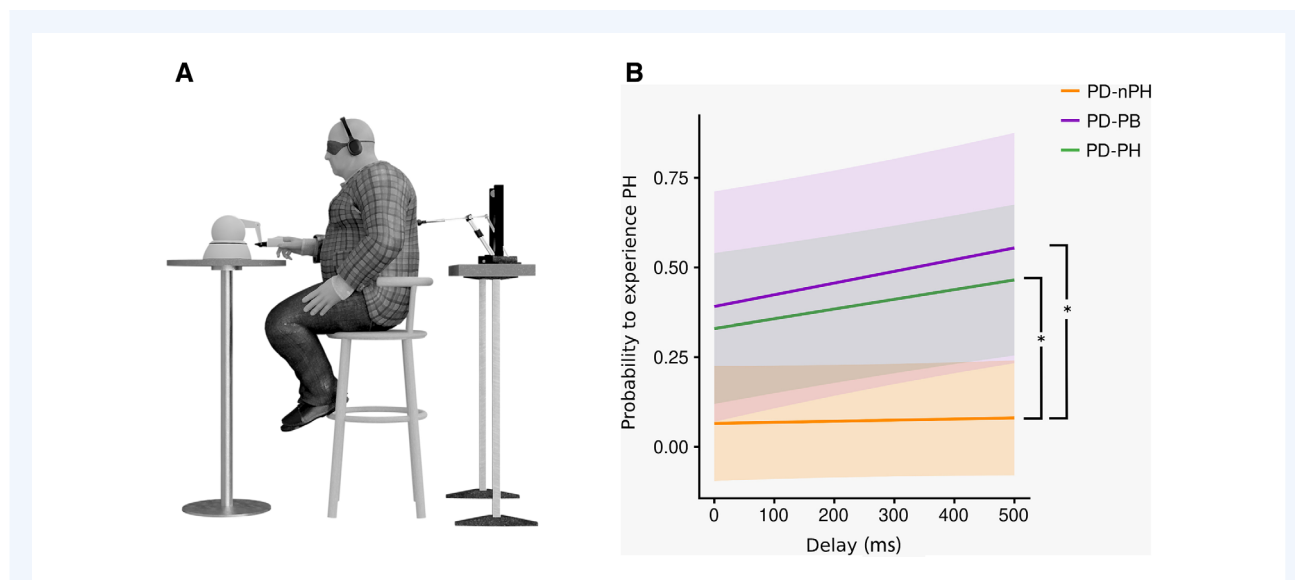 A
B
PD-nPH
PD-PB
PD-PH
Probability to experience PH
0.75
0.50
0.25
0.00
*
*
0
100
200
300
400
500
Delay (ms)